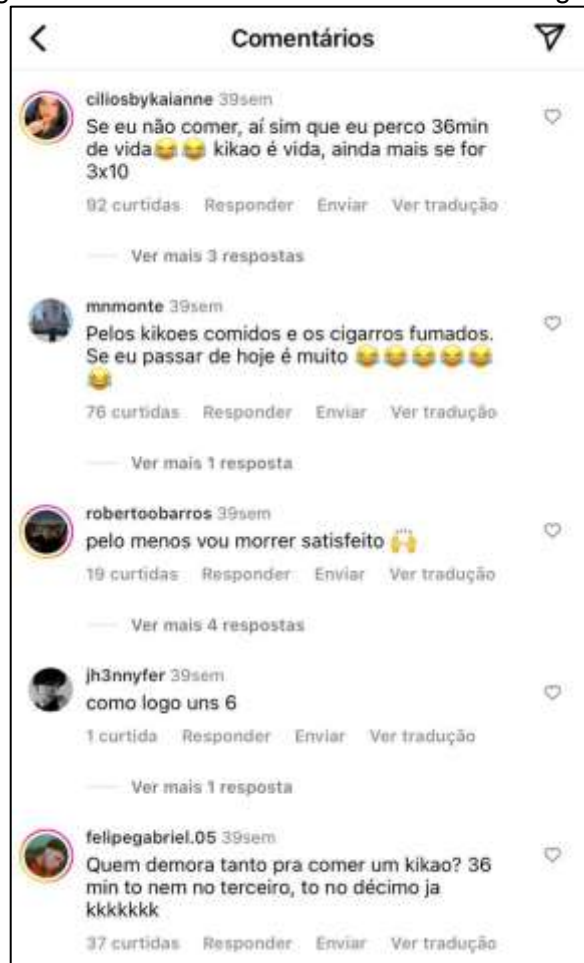 Comentários
ciliosbykaianne 39sem
Se eu não comer, aí sim que eu perco 36min
de vida😂😂 kikao é vida, ainda mais se for
3x10
92 curtidas Responder Enviar Ver tradução
Ver mais 3 respostas
mnmonte 39sem
Pelos kikoes comidos e os cigarros fumados.
Se eu passar de hoje é muito 😂😂😂😂😂
😂
76 curtidas Responder Enviar Ver tradução
Ver mais 1 resposta
robertoobarros 39sem
pelo menos vou morrer satisfeito 🙌
19 curtidas Responder Enviar Ver tradução
Ver mais 4 respostas
jh3nnyfer 39sem
como logo uns 6
1 curtida Responder Enviar Ver tradução
Ver mais 1 resposta
felipegabriel.05 39sem
Quem demora tanto pra comer um kikao? 36
min to nem no terceiro, to no décimo ja
kkkkkkk
37 curtidas Responder Enviar Ver tradução